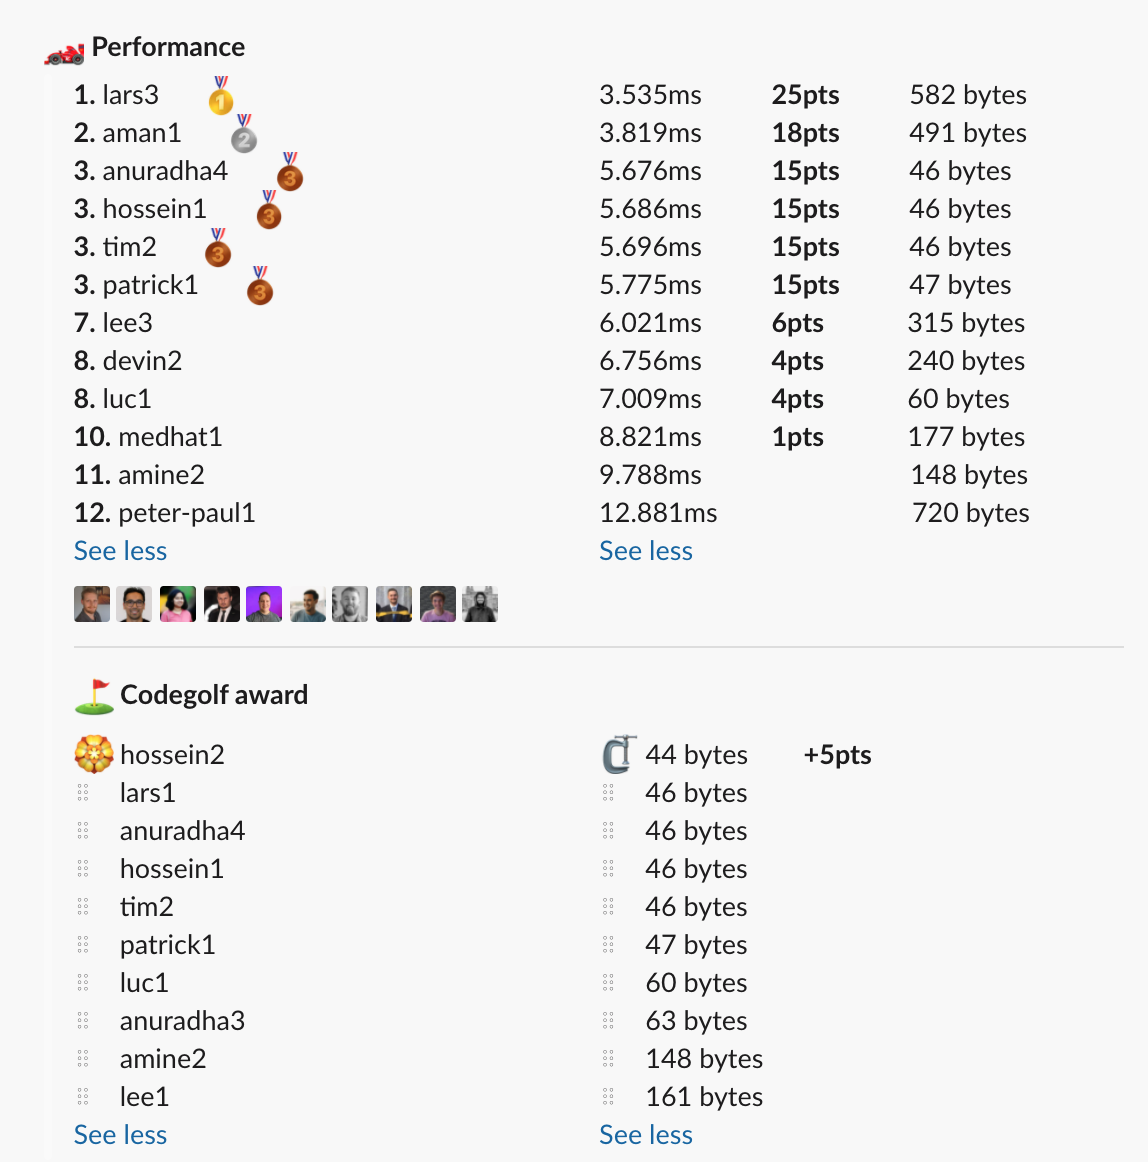 Performance
1. lars3 3.535ms 25pts 582 bytes
2. aman1 3.819ms 18pts 491 bytes
3. anuradha4 5.676ms 15pts 46 bytes
3. hossein1 5.686ms 15pts 46 bytes
3. tim2 5.696ms 15pts 46 bytes
3. patrick1 5.775ms 15pts 47 bytes
7. lee3 6.021ms 6pts 315 bytes
8. devin2 6.756ms 4pts 240 bytes
8. luc1 7.009ms 4pts 60 bytes
10. medhat1 8.821ms 1pts 177 bytes
11. amine2 9.788ms 148 bytes
12. peter-paul1 12.881ms 720 bytes
See less See less
Codegolf award
hossein2 44 bytes +5pts
lars1 46 bytes
anuradha4 46 bytes
hossein1 46 bytes
tim2 46 bytes
patrick1 47 bytes
luc1 60 bytes
anuradha3 63 bytes
amine2 148 bytes
lee1 161 bytes
See less See less